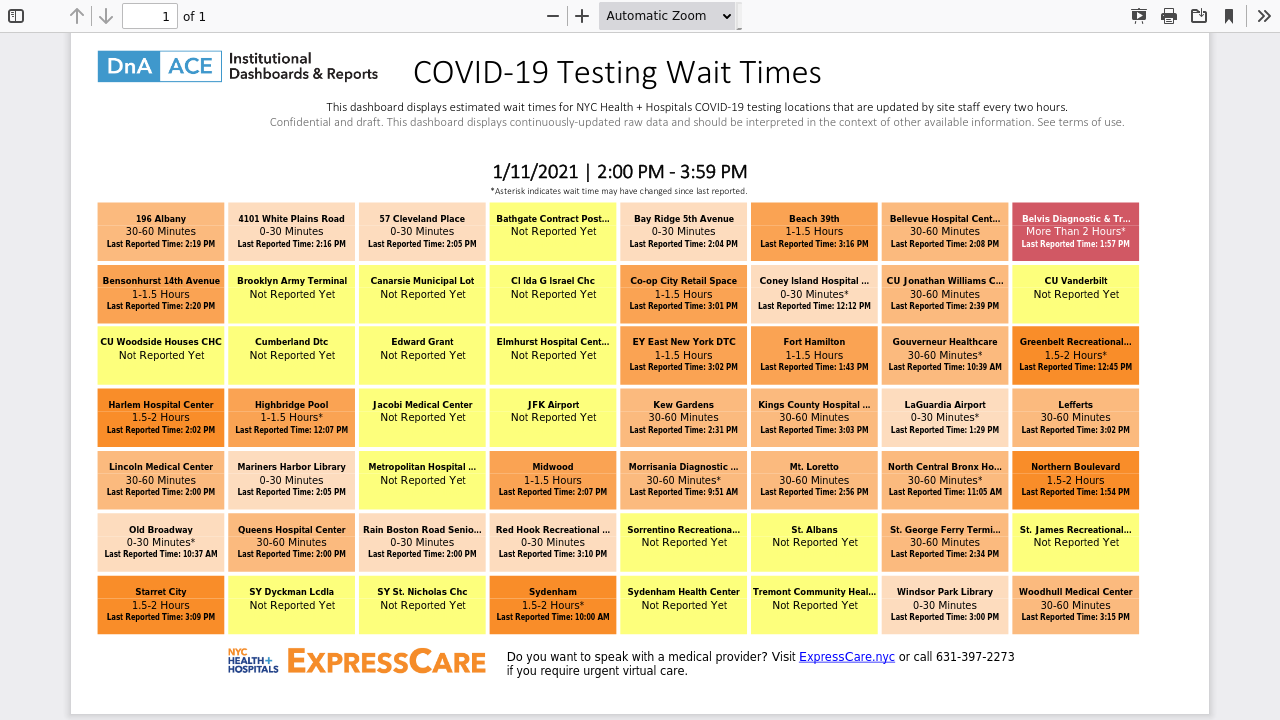 1 of 1
Automatic Zoom
DnA ACE Institutional
Dashboards & Reports
COVID-19 Testing Wait Times
This dashboard displays estimated wait times for NYC Health + Hospitals COVID-19 testing locations that are updated by site staff every two hours.
Confidential and draft. This dashboard displays continuously-updated raw data and should be interpreted in the context of other available information. See terms of use.
1/11/2021 | 2:00 PM - 3:59 PM
*Asterisk indicates wait time may have changed since last reported.
196 Albany
30-60 Minutes
Last Reported Time: 2:19 PM
4101 White Plains Road
0-30 Minutes
Last Reported Time: 2:16 PM
57 Cleveland Place
0-30 Minutes
Last Reported Time: 2:05 PM
Bathgate Contract Post...
Not Reported Yet
Bay Ridge 5th Avenue
0-30 Minutes
Last Reported Time: 2:04 PM
Beach 39th
1-1.5 Hours
Last Reported Time: 3:16 PM
Bellevue Hospital Cent...
30-60 Minutes
Last Reported Time: 2:08 PM
Belvis Diagnostic & Tr...
More Than 2 Hours*
Last Reported Time: 1:57 PM
Bensonhurst 14th Avenue
1-1.5 Hours
Last Reported Time: 2:20 PM
Brooklyn Army Terminal
Not Reported Yet
Canarsie Municipal Lot
Not Reported Yet
CI Ida G Israel Chc
Not Reported Yet
Co-op City Retail Space
1-1.5 Hours
Last Reported Time: 3:01 PM
Coney Island Hospital ...
0-30 Minutes*
Last Reported Time: 12:12 PM
CU Jonathan Williams C...
30-60 Minutes
Last Reported Time: 2:39 PM
CU Vanderbilt
Not Reported Yet
CU Woodside Houses CHC
Not Reported Yet
Cumberland Dtc
Not Reported Yet
Edward Grant
Not Reported Yet
Elmhurst Hospital Cent...
Not Reported Yet
EY East New York DTC
1-1.5 Hours
Last Reported Time: 3:02 PM
Fort Hamilton
1-1.5 Hours
Last Reported Time: 1:43 PM
Gouverneur Healthcare
30-60 Minutes*
Last Reported Time: 10:39 AM
Greenbelt Recreational...
1.5-2 Hours*
Last Reported Time: 12:45 PM
Harlem Hospital Center
1.5-2 Hours
Last Reported Time: 2:02 PM
Highbridge Pool
1-1.5 Hours*
Last Reported Time: 12:07 PM
Jacobi Medical Center
Not Reported Yet
JFK Airport
Not Reported Yet
Kew Gardens
30-60 Minutes
Last Reported Time: 2:31 PM
Kings County Hospital ...
30-60 Minutes
Last Reported Time: 3:03 PM
LaGuardia Airport
0-30 Minutes*
Last Reported Time: 1:29 PM
Lefferts
30-60 Minutes
Last Reported Time: 3:02 PM
Lincoln Medical Center
30-60 Minutes
Last Reported Time: 2:00 PM
Mariners Harbor Library
0-30 Minutes
Last Reported Time: 2:05 PM
Metropolitan Hospital ...
Not Reported Yet
Midwood
1-1.5 Hours
Last Reported Time: 2:07 PM
Morrisania Diagnostic ...
30-60 Minutes*
Last Reported Time: 9:51 AM
Mt. Loretto
30-60 Minutes
Last Reported Time: 2:56 PM
North Central Bronx Ho...
30-60 Minutes*
Last Reported Time: 11:05 AM
Northern Boulevard
1.5-2 Hours
Last Reported Time: 1:54 PM
Old Broadway
0-30 Minutes*
Last Reported Time: 10:37 AM
Queens Hospital Center
30-60 Minutes
Last Reported Time: 2:00 PM
Rain Boston Road Senio...
0-30 Minutes
Last Reported Time: 2:00 PM
Red Hook Recreational ...
0-30 Minutes
Last Reported Time: 3:10 PM
Sorrentino Recreationa...
Not Reported Yet
St. Albans
Not Reported Yet
St. George Ferry Termi...
30-60 Minutes
Last Reported Time: 2:34 PM
St. James Recreational...
Not Reported Yet
Starret City
1.5-2 Hours
Last Reported Time: 3:09 PM
SY Dyckman Lcdla
Not Reported Yet
SY St. Nicholas Chc
Not Reported Yet
Sydenham
1.5-2 Hours*
Last Reported Time: 10:00 AM
Sydenham Health Center
Not Reported Yet
Tremont Community Heal...
Not Reported Yet
Windsor Park Library
0-30 Minutes
Last Reported Time: 3:00 PM
Woodhull Medical Center
30-60 Minutes
Last Reported Time: 3:15 PM
NYC
HEALTH+
HOSPITALS
EXPRESSCARE
Do you want to speak with a medical provider? Visit ExpressCare.nyc or call 631-397-2273
if you require urgent virtual care.